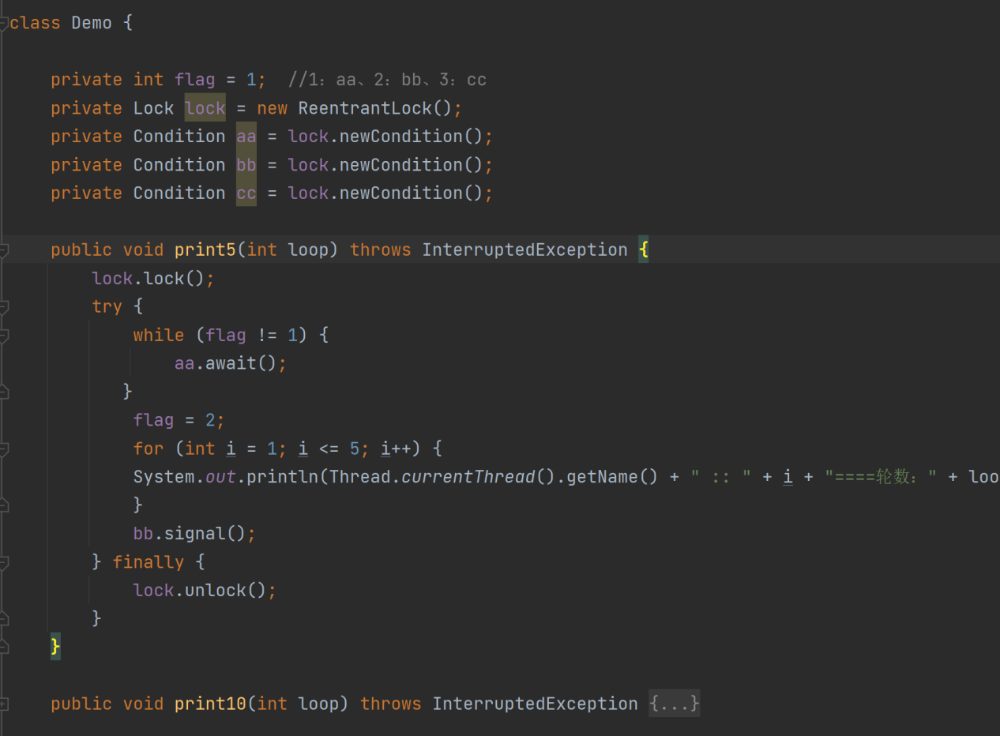 class Demo {
private int flag = 1;  //1：aa、2：bb、3：cc
private Lock lock = new ReentrantLock();
private Condition aa = lock.newCondition();
private Condition bb = lock.newCondition();
private Condition cc = lock.newCondition();
public void print5(int loop) throws InterruptedException {
lock.lock();
try {
while (flag != 1) {
aa.await();
}
flag = 2;
for (int i = 1; i <= 5; i++) {
System.out.println(Thread.currentThread().getName() + " :: " + i + "====轮数：" + loo
}
bb.signal();
} finally {
lock.unlock();
}
}
public void print10(int loop) throws InterruptedException {...}